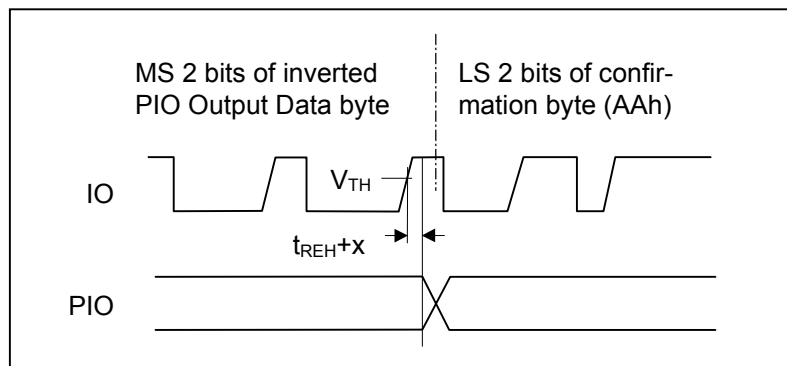 MS 2 bits of inverted
PIO Output Data byte
LS 2 bits of confir-
mation byte (AAh)
VTH
IO
tREH+x
PIO